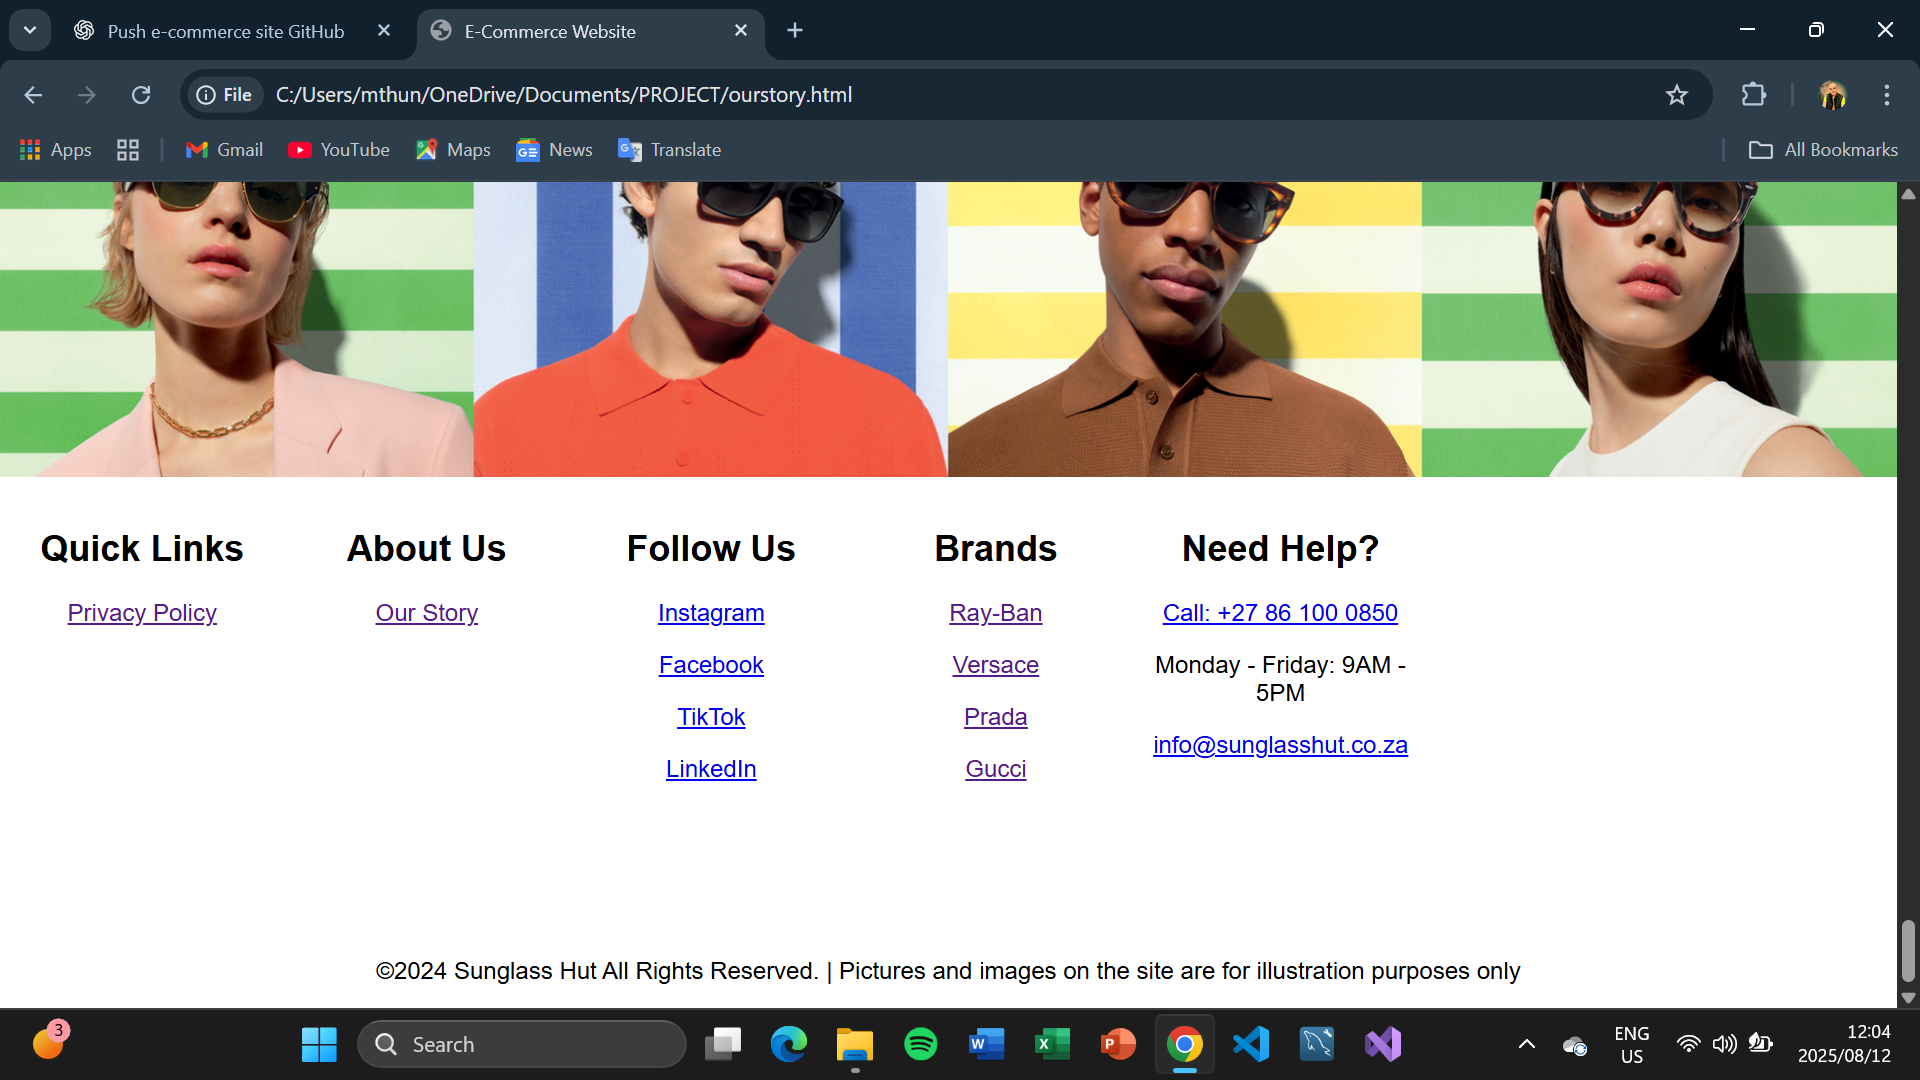 Push e-commerce site GitHub
E-Commerce Website
File
C:/Users/mthun/OneDrive/Documents/PROJECT/ourstory.html
Apps
Gmail
YouTube
Maps
News
Translate
All Bookmarks
Quick Links
Privacy Policy
About Us
Our Story
Follow Us
Instagram
Facebook
TikTok
LinkedIn
Brands
Ray-Ban
Versace
Prada
Gucci
Need Help?
Call: +27 86 100 0850
Monday - Friday: 9AM -
5PM
info@sunglasshut.co.za
©2024 Sunglass Hut All Rights Reserved. | Pictures and images on the site are for illustration purposes only
3
Search
ENG
US
12:04
2025/08/12